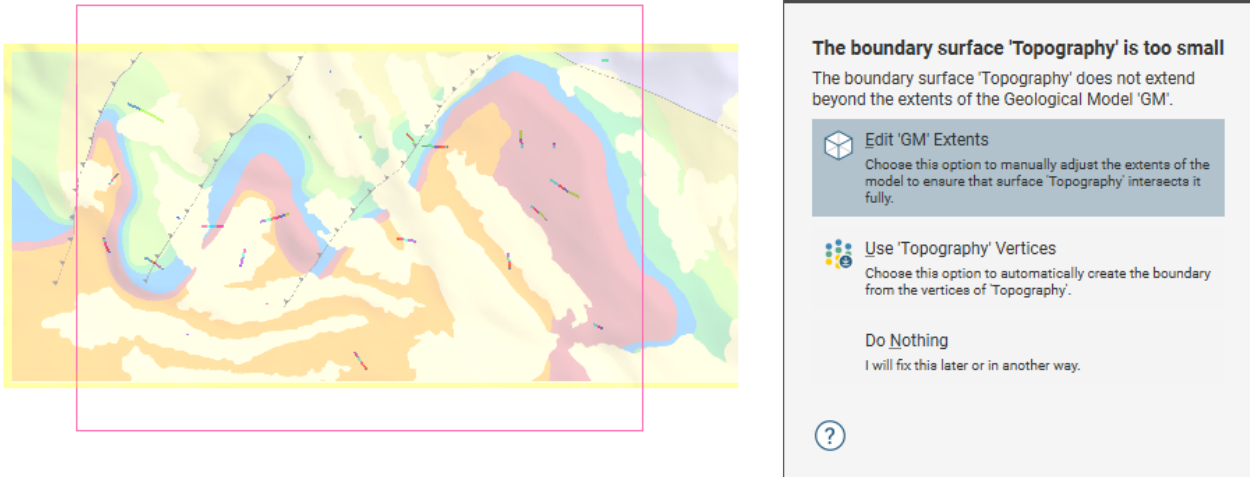 The boundary surface 'Topography' is too small
The boundary surface 'Topography' does not extend
beyond the extents of the Geological Model 'GM'.
Edit 'GM' Extents
Choose this option to manually adjust the extents of the
model to ensure that surface 'Topography' intersects it
fully.
Use 'Topography' Vertices
Choose this option to automatically create the boundary
from the vertices of 'Topography'.
Do Nothing
I will fix this later or in another way.
?